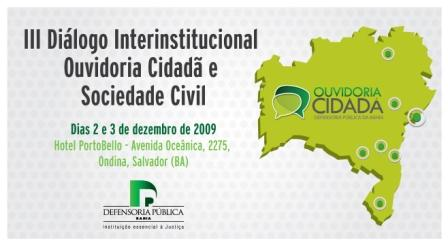 III Diálogo Interinstitucional
Ouvidoria Cidadã e
Sociedade Civil
Dias 2 e 3 de dezembro de 2009
Hotel PortoBello - Avenida Oceânica, 2275,
Ondina, Salvador (BA)
DEFENSORIA PÚBLICA
BAHIA
Instituição essencial à Justiça
OUVIDORIA
CIDADÃ
DEFENSORIA PÚBLICA DA BAHIA